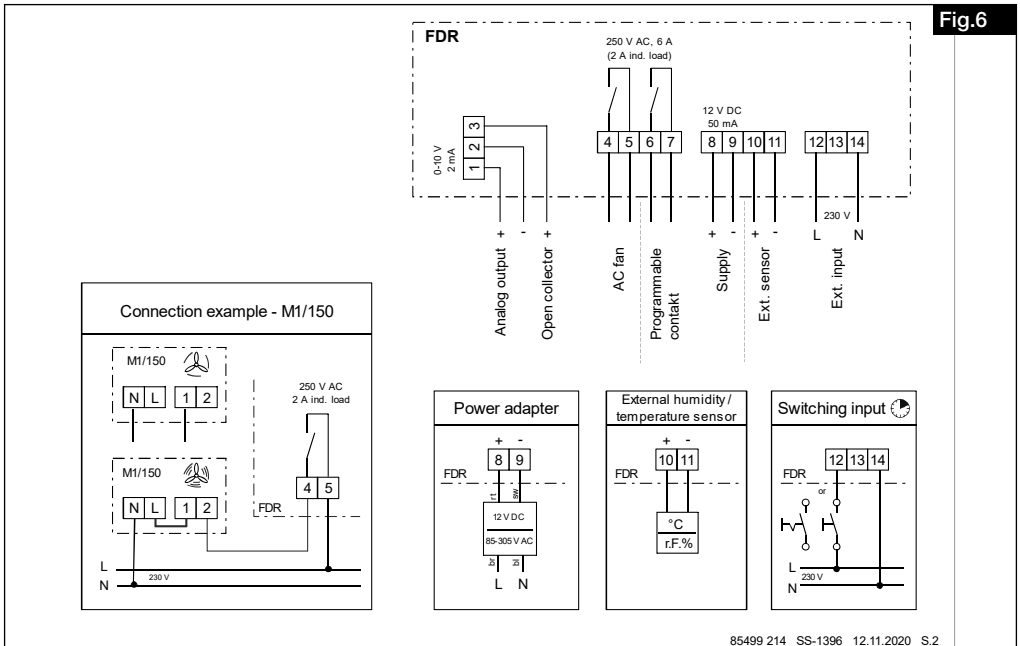 Fig.6
FDR
250 V AC, 6 A
(2 A ind. load)
12 V DC
50 mA
0-10 V
2 mA
3
2
1
4 5 6 7
8 9 10 11
12 13 14
230 V
+ - +
+ - + -
L N
Analog output
Open collector
AC fan
Programmable
contakt
Supply
Ext. sensor
Ext. input
Connection example - M1/150
M1/150
N L 1 2
250 V AC
2 A ind. load
M1/150
N L 1 2
4 5
FDR
L
N
230 V
Power adapter
+ -
8 9
FDR
rt sw
12 V DC
85-305 V AC
br bl
L N
External humidity /
temperature sensor
+ -
10 11
FDR
°C
r.F.%
Switching input
12 13 14
FDR
or
L
230 V
N
85499 214 SS-1396 12.11.2020 S.2